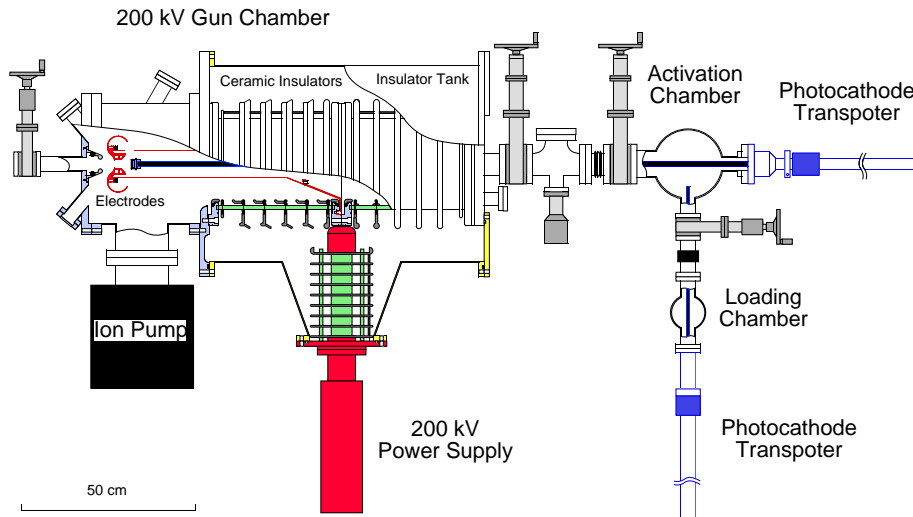 200 kV Gun Chamber
Ceramic Insulators
Insulator Tank
Activation
Chamber
Photocathode
Transpoter
Electrodes
Ion Pump
Loading
Chamber
200 kV
Power Supply
Photocathode
Transpoter
50 cm